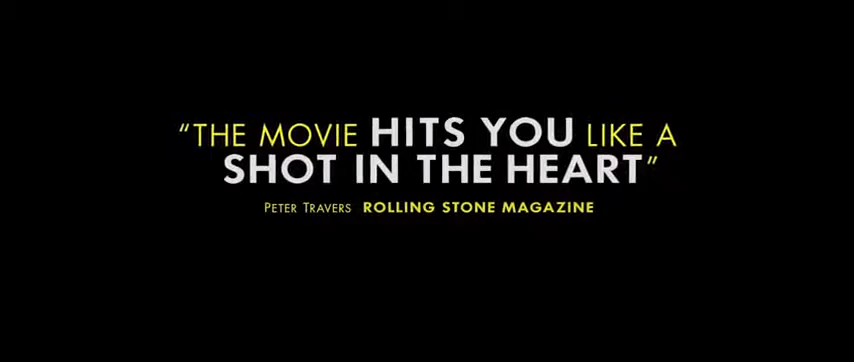 “THE MOVIE HITS YOU LIKE A
SHOT IN THE HEART”
PETER TRAVERS ROLLING STONE MAGAZINE